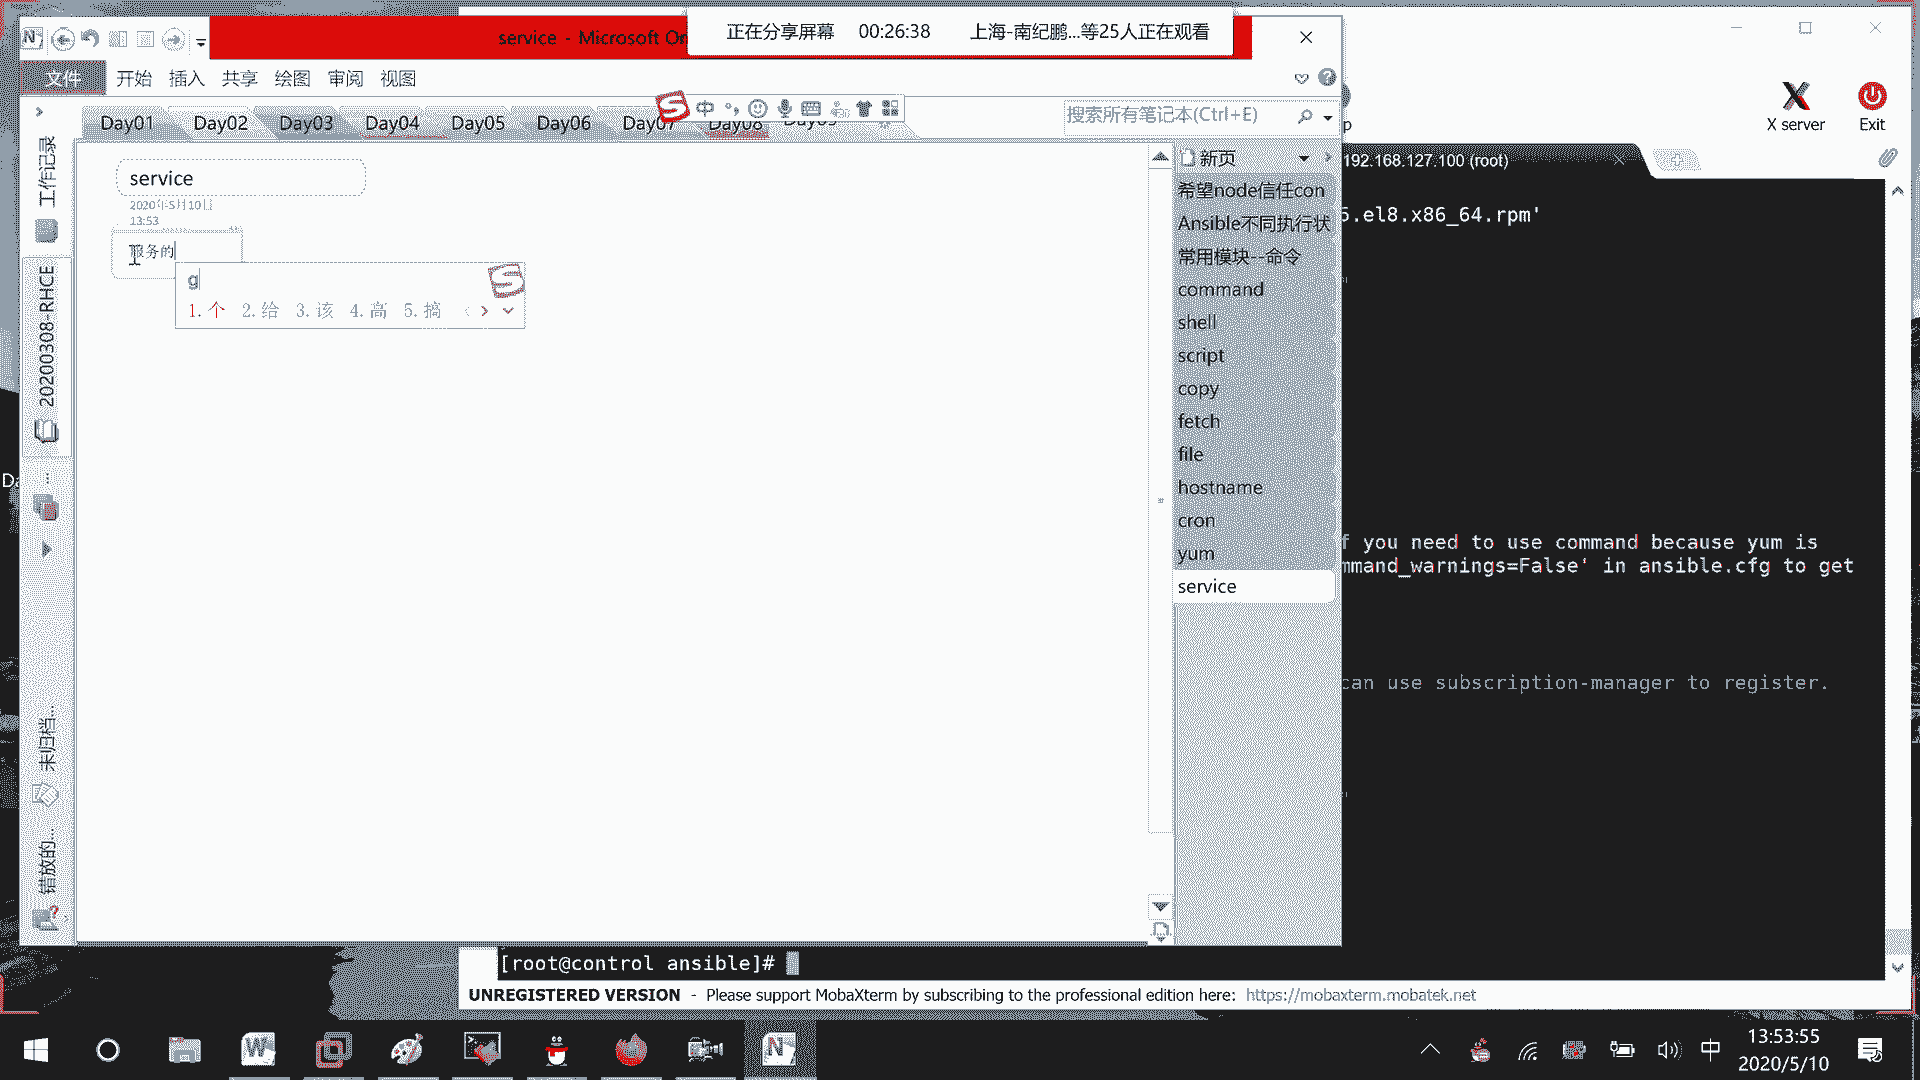 service - Microsoft On
正在分享屏幕 00:26:38 上海-南纪鹏...等25人正在观看
文件 开始 插入 共享 绘图 审阅 视图
中
搜索所有笔记本(Ctrl+E)
X server
Exit
Day01 Day02 Day03 Day04 Day05 Day06 Day07 Day08
工作记录
20200308-RHCE
未归档...
错放的...
service
2020年5月10日
13:53
服务的
g
1.个 2.给 3.该 4.高 5.搞
新页
希望node信任con
Ansible不同执行状
常用模块--命令
command
shell
script
copy
fetch
file
hostname
cron
yum
service
192.168.127.100 (root)
.el8.x86_64.rpm'
f you need to use command because yum is
mmand_warnings=False' in ansible.cfg to get
can use subscription-manager to register.
[root@control ansible]#
UNREGISTERED VERSION - Please support MobaXterm by subscribing to the professional edition here: https://mobaxterm.mobatek.net
中
13:53:55
2020/5/10